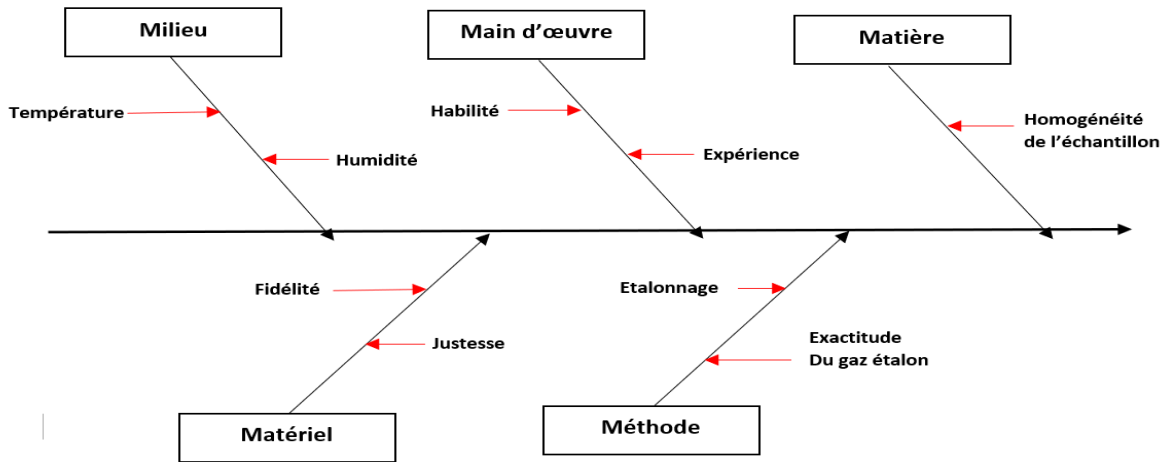 Milieu
Main d'œuvre
Matière
Température
Habilité
Homogénéité
de l'échantillon
Humidité
Expérience
Fidélité
Etalonnage
Justesse
Exactitude
Du gaz étalon
Matériel
Méthode